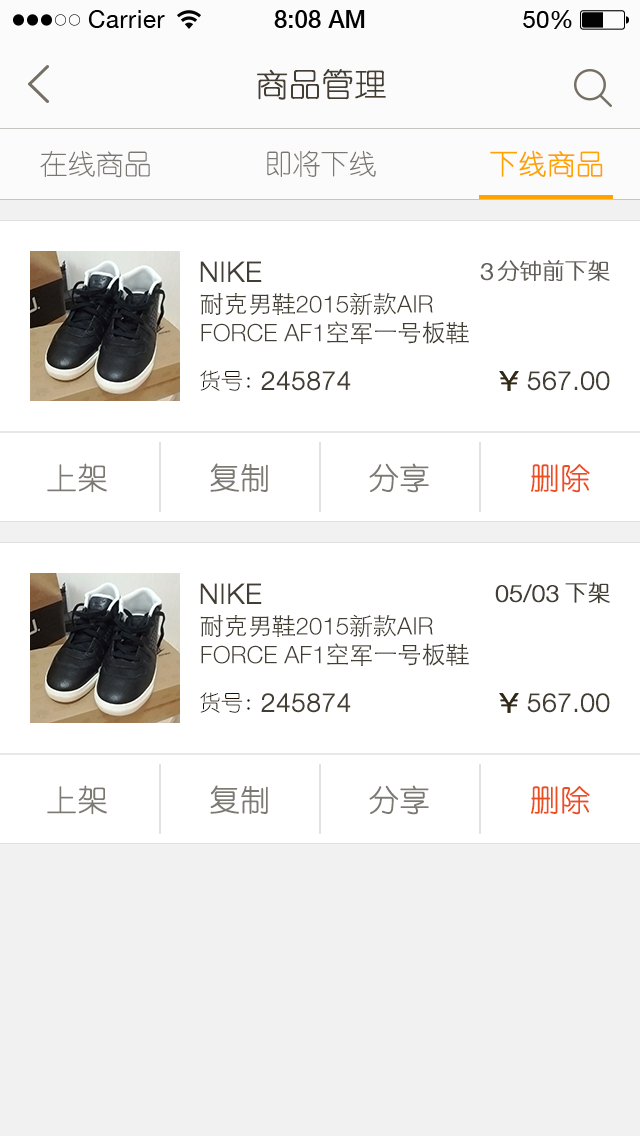 Carrier 8:08 AM 50%
商品管理
在线商品 即将下线 下线商品
NIKE 3分钟前下架
耐克男鞋2015新款AIR
FORCE AF1空军一号板鞋
货号: 245874 ¥ 567.00
上架 复制 分享 删除
NIKE 05/03 下架
耐克男鞋2015新款AIR
FORCE AF1空军一号板鞋
货号: 245874 ¥ 567.00
上架 复制 分享 删除